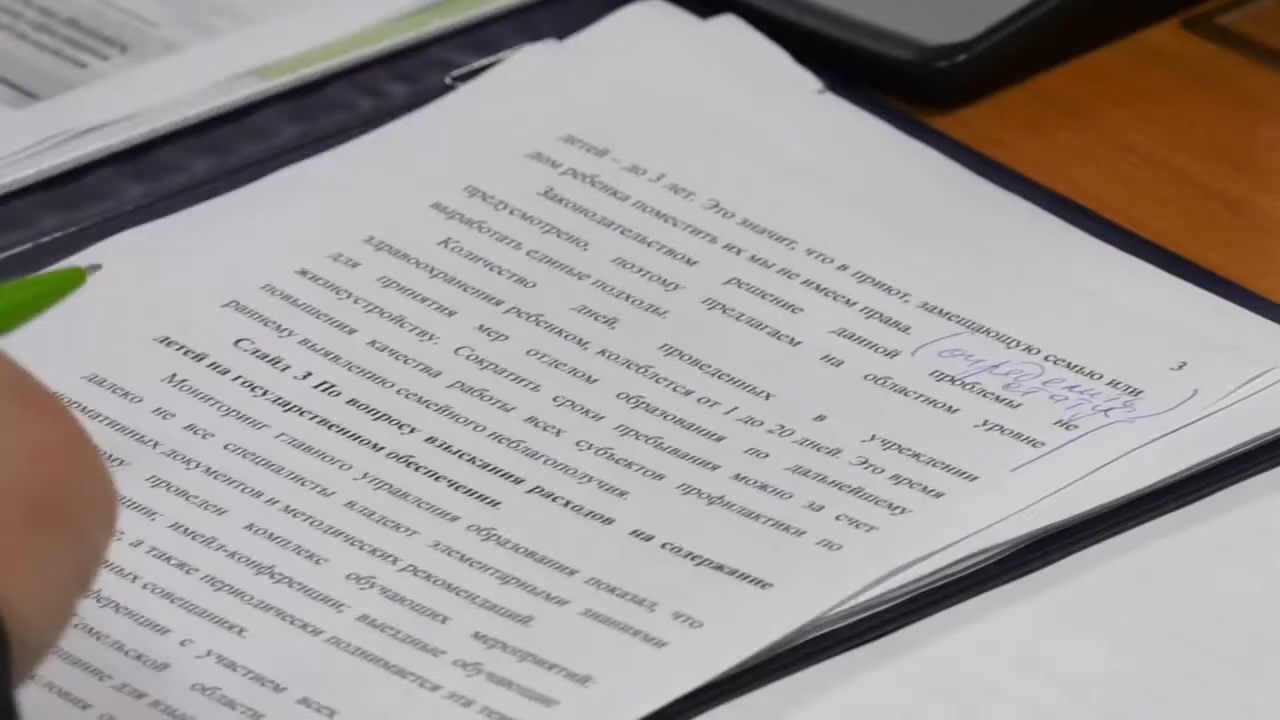 3
детей – до 3 лет. Это значит, что в приют, замещающую семью или
дом ребенка поместить их мы не имеем права.
Законодательством решение данной проблемы не
предусмотрено, поэтому предлагаем на областном уровне
выработать единые подходы.
Количество дней, проведенных в учреждении
здравоохранения ребенком, колеблется от 1 до 20 дней. Это время
для принятия мер отделом образования по дальнейшему
жизнеустройству. Сократить сроки пребывания можно за счет
повышения качества работы всех субъектов профилактики по
раннему выявлению семейного неблагополучия.
Слайд 3 По вопросу взыскания расходов на содержание
детей на государственном обеспечении.
Мониторинг главного управления образования показал, что
далеко не все специалисты владеют элементарными знаниями
нормативных документов и методических рекомендаций.
проведен комплекс обучающих мероприятий:
имейл-конференции, выездные обучающие
а также периодически поднимается эта тема
совещаниях.
с участием всех
области